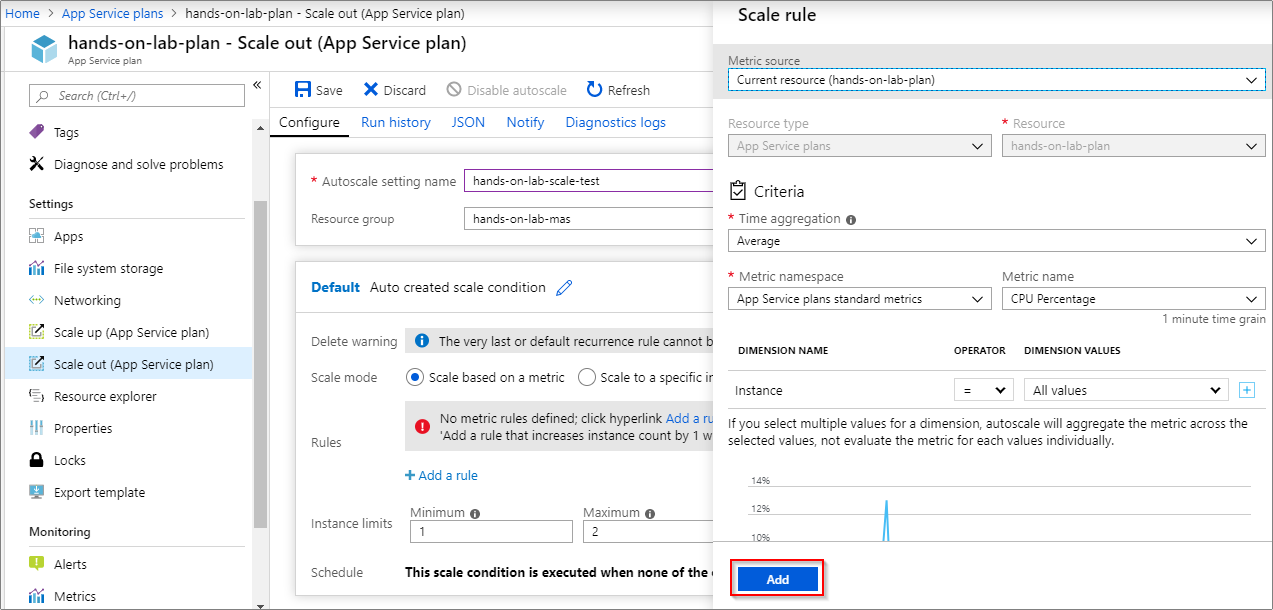 Home > App Service plans > hands-on-lab-plan - Scale out (App Service plan)
hands-on-lab-plan - Scale out (App Service plan)
App Service plan
Search (Ctrl+/)
«
Tags
Diagnose and solve problems
Settings
Apps
File system storage
Networking
Scale up (App Service plan)
Scale out (App Service plan)
Resource explorer
Properties
Locks
Export template
Monitoring
Alerts
Metrics
Save Discard Disable autoscale Refresh
Configure Run history JSON Notify Diagnostics logs
* Autoscale setting name hands-on-lab-scale-test
Resource group hands-on-lab-mas
Default Auto created scale condition
Delete warning The very last or default recurrence rule cannot b
Scale mode Scale based on a metric Scale to a specific in
Rules
No metric rules defined; click hyperlink Add a ru
'Add a rule that increases instance count by 1 w
+ Add a rule
Instance limits
Minimum
1
Maximum
2
Schedule This scale condition is executed when none of the
Scale rule
Metric source
Current resource (hands-on-lab-plan)
Resource type
App Service plans
* Resource
hands-on-lab-plan
Criteria
* Time aggregation
Average
* Metric namespace
App Service plans standard metrics
Metric name
CPU Percentage
1 minute time grain
DIMENSION NAME OPERATOR DIMENSION VALUES
Instance = All values +
If you select multiple values for a dimension, autoscale will aggregate the metric across the
selected values, not evaluate the metric for each values individually.
14%
12%
10%
Add